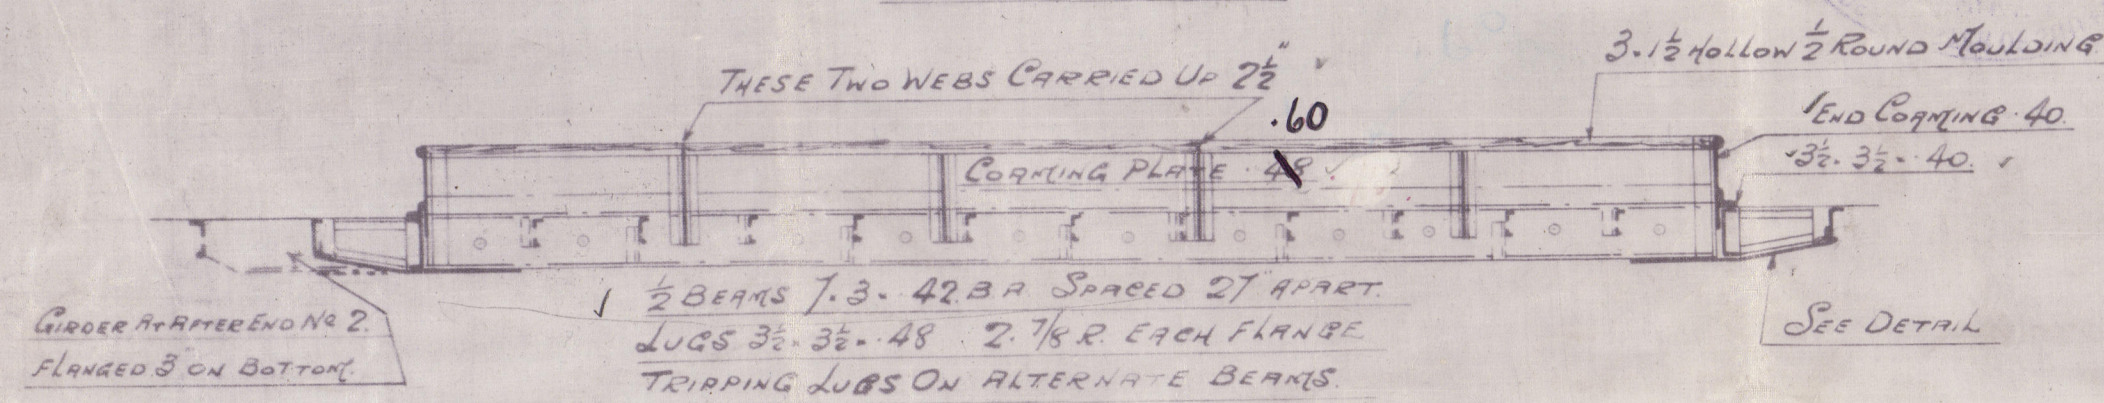 3·1½ HOLLOW ½ ROUND MOULDING
THESE TWO WEBS CARRIED UP 2½"
.60
END COAMING ·40.
3½· 3½· ·40.
COAMING PLATE ·48
½ BEAMS 7·3· ·42. B A SPACED 27" APART.
LUGS 3½· 3½· ·48 . 2. 7/8 R. EACH FLANGE
TRIPPING LUGS ON ALTERNATE BEAMS.
GIRDER AT AFTER END No 2.
FLANGED 3" ON BOTTOM.
SEE DETAIL